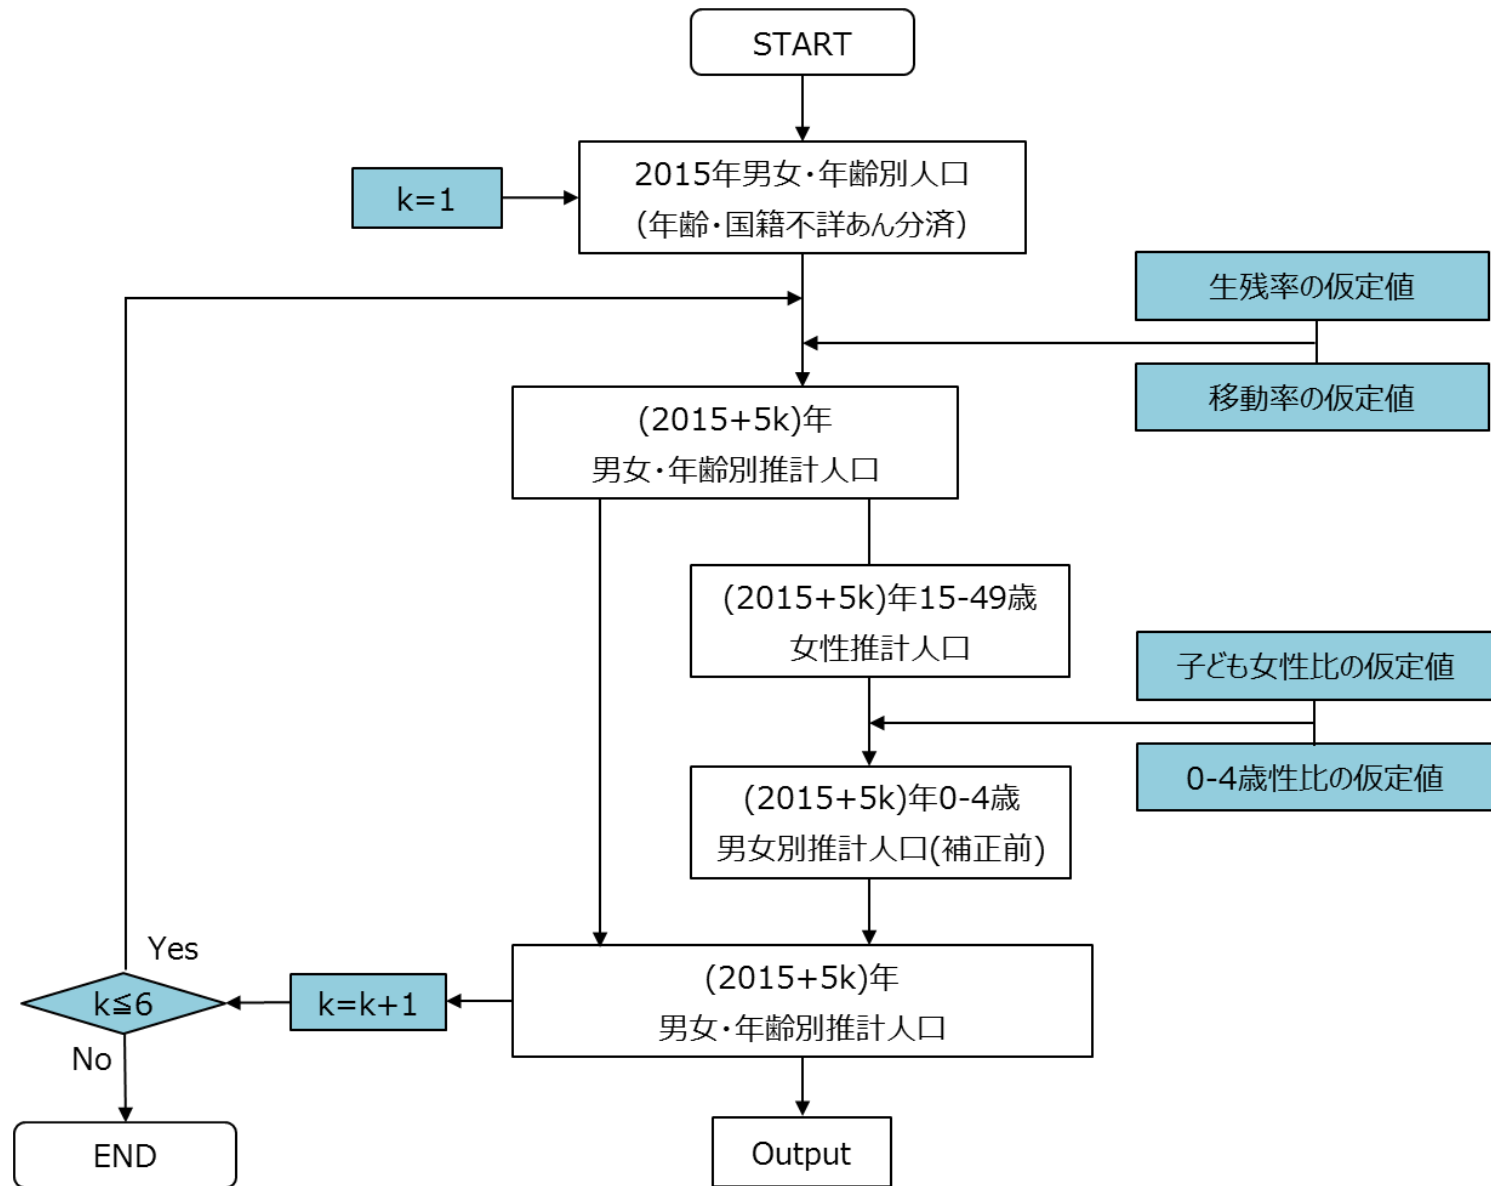 START
2015年男女・年齢別人口
(年齢・国籍不詳あん分済)
k=1
生残率の仮定値
移動率の仮定値
(2015+5k)年
男女・年齢別推計人口
(2015+5k)年15-49歳
女性推計人口
子ども女性比の仮定値
0-4歳性比の仮定値
(2015+5k)年0-4歳
男女別推計人口(補正前)
(2015+5k)年
男女・年齢別推計人口
k=k+1
Yes
k≦6
No
END
Output